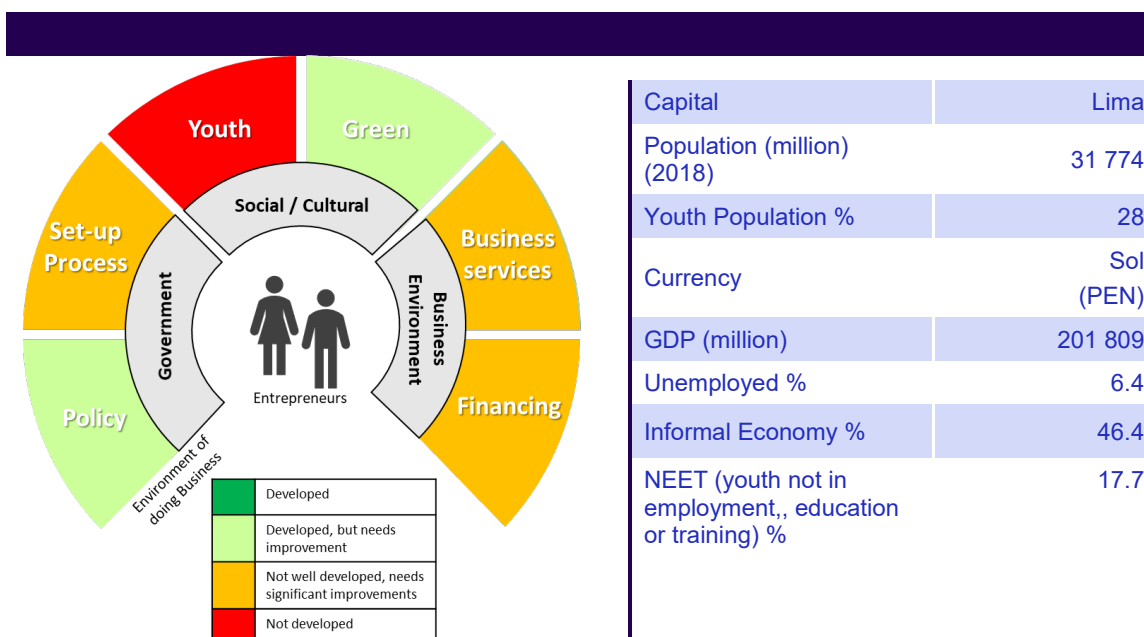 Youth
Green
Set-up
Process
Social / Cultural
Business
services
Government
Business
Environment
Entrepreneurs
Policy
Financing
Environment of
doing Business
Developed
Developed, but needs
improvement
Not well developed, needs
significant improvements
Not developed
Capital Lima
Population (million)
(2018) 31 774
Youth Population % 28
Currency Sol
(PEN)
GDP (million) 201 809
Unemployed % 6.4
Informal Economy % 46.4
NEET (youth not in 17.7
employment,, education
or training) %